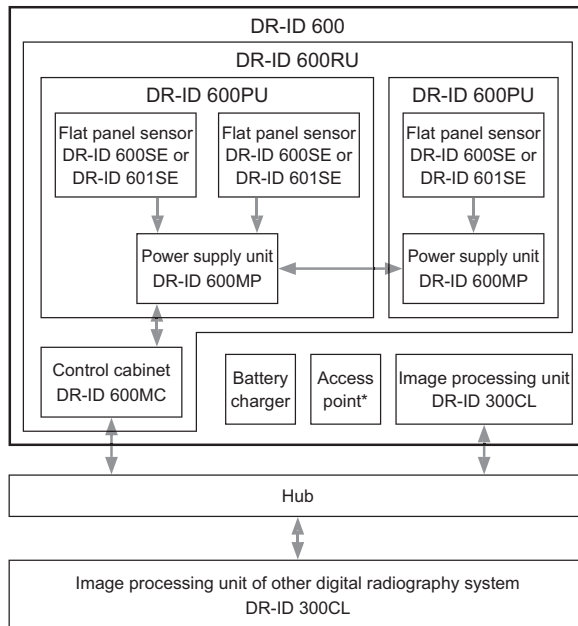 DR-ID 600
DR-ID 600RU
DR-ID 600PU
Flat panel sensor
DR-ID 600SE or
DR-ID 601SE
Flat panel sensor
DR-ID 600SE or
DR-ID 601SE
Power supply unit
DR-ID 600MP
DR-ID 600PU
Flat panel sensor
DR-ID 600SE or
DR-ID 601SE
Power supply unit
DR-ID 600MP
Control cabinet
DR-ID 600MC
Battery
charger
Access
point*
Image processing unit
DR-ID 300CL
Hub
Image processing unit of other digital radiography system
DR-ID 300CL